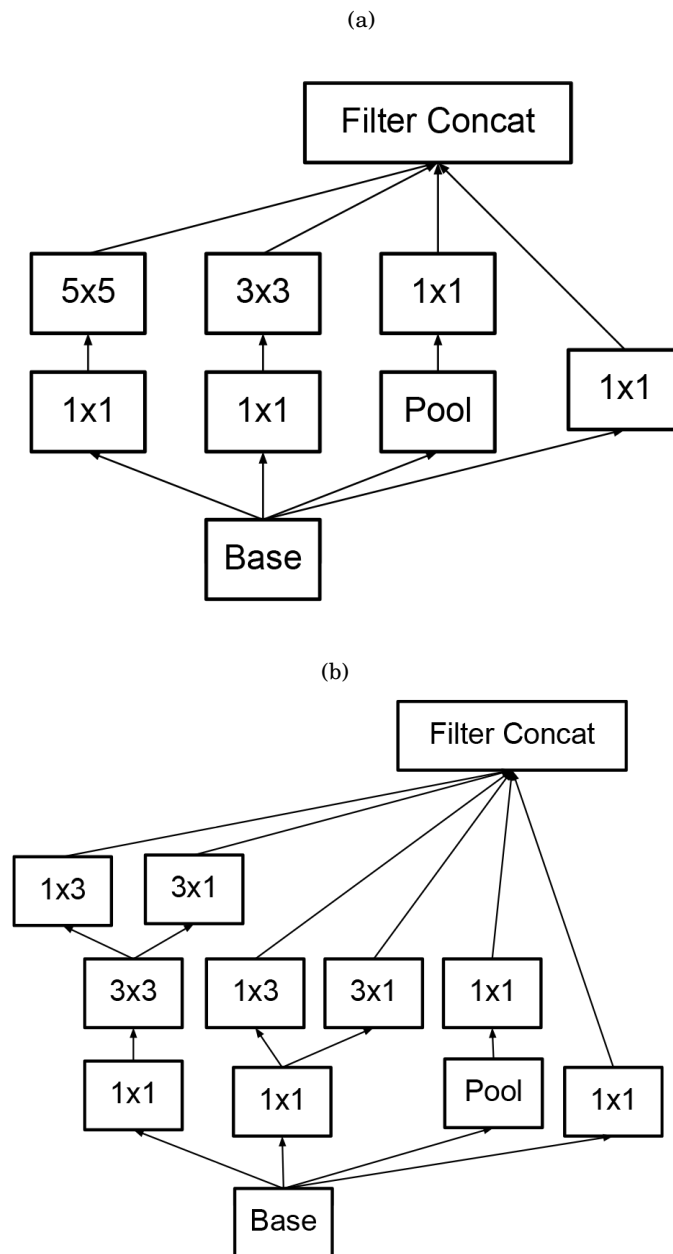 (a)
Filter Concat
5x5
3x3
1x1
1x1
1x1
Pool
1x1
Base
(b)
Filter Concat
1x3
3x1
3x3
1x3
3x1
1x1
1x1
1x1
Pool
1x1
Base